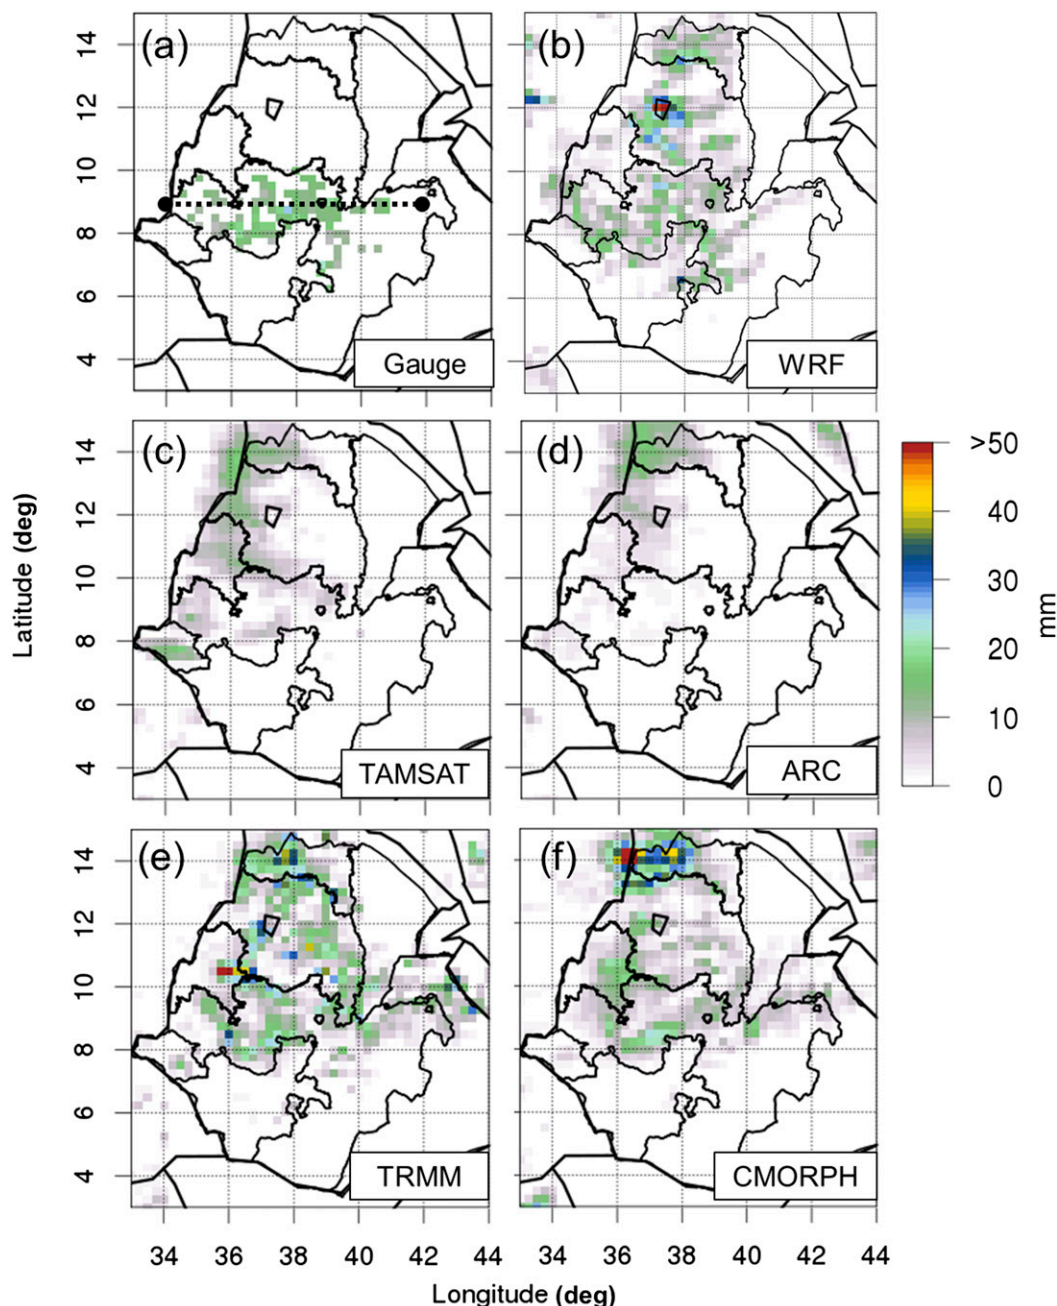 (a)
14
12
10
8
6
4
Gauge
(b)
WRF
(c)
14
12
10
8
6
4
TAMSAT
(d)
ARC
>50
40
30
20
10
0
mm
Latitude (deg)
(e)
14
12
10
8
6
4
TRMM
(f)
CMORPH
34 36 38 40 42 44
34 36 38 40 42 44
Longitude (deg)